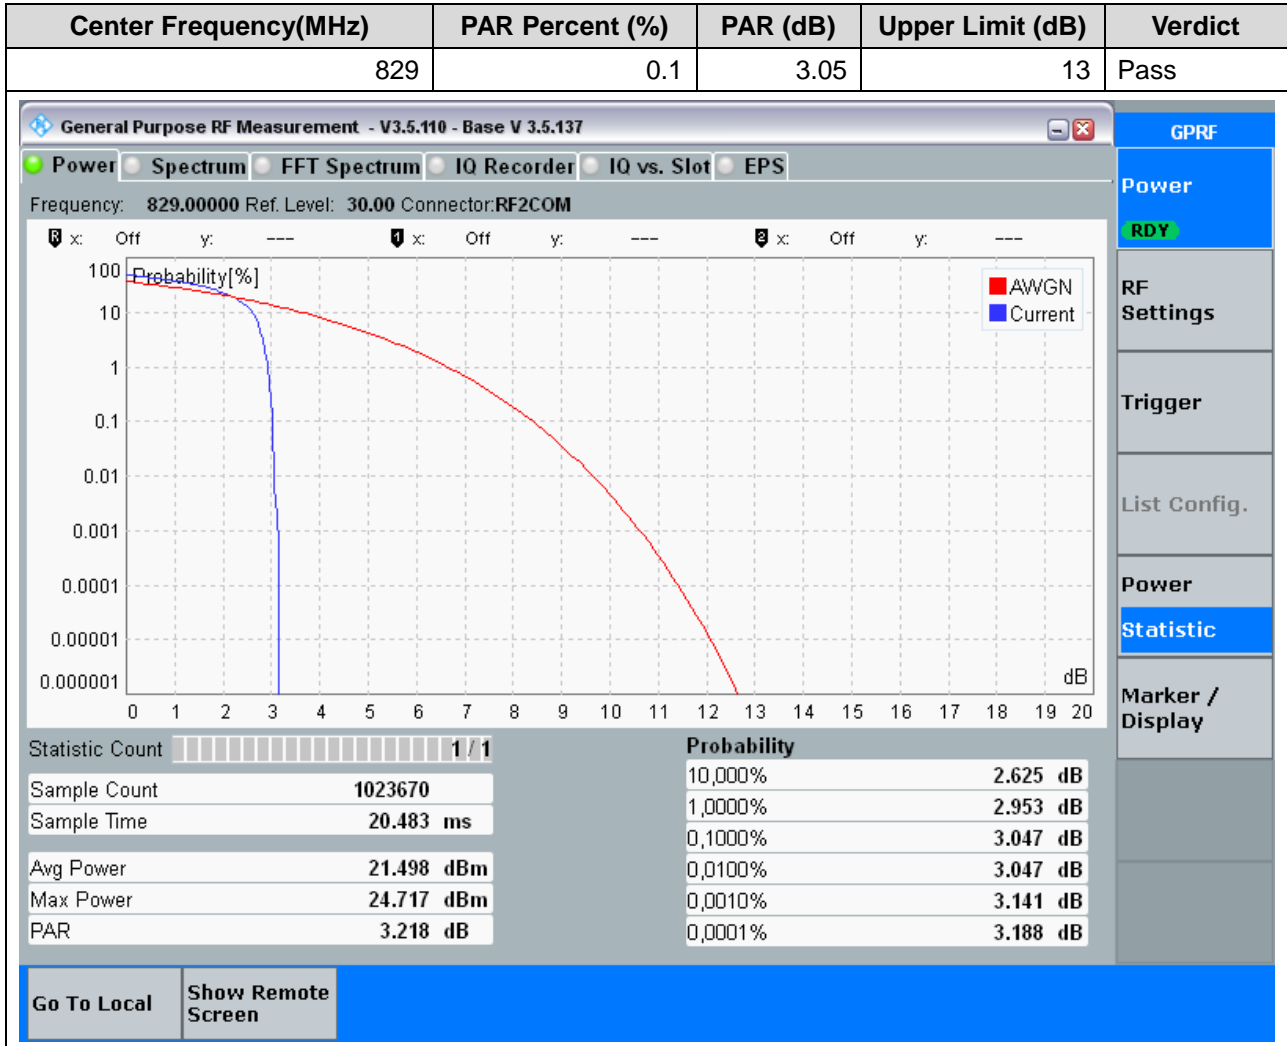 Center Frequency(MHz) PAR Percent (%) PAR (dB) Upper Limit (dB) Verdict
829 0.1 3.05 13 Pass
General Purpose RF Measurement - V3.5.110 - Base V 3.5.137
GPRF
Power Spectrum FFT Spectrum IQ Recorder IQ vs. Slot EPS
Frequency: 829.00000 Ref. Level: 30.00 Connector:RF2COM
R x: Off y: --- 1 x: Off y: --- 2 x: Off y: ---
Probability[%]
AWGN
Current
100
10
1
0.1
0.01
0.001
0.0001
0.00001
0.000001
dB
0 1 2 3 4 5 6 7 8 9 10 11 12 13 14 15 16 17 18 19 20
Statistic Count 1 / 1
Sample Count 1023670
Sample Time 20.483 ms
Avg Power 21.498 dBm
Max Power 24.717 dBm
PAR 3.218 dB
Probability
10,000% 2.625 dB
1,0000% 2.953 dB
0,1000% 3.047 dB
0,0100% 3.047 dB
0,0010% 3.141 dB
0,0001% 3.188 dB
Power
RDY
RF
Settings
Trigger
List Config.
Power
Statistic
Marker /
Display
Go To Local
Show Remote
Screen